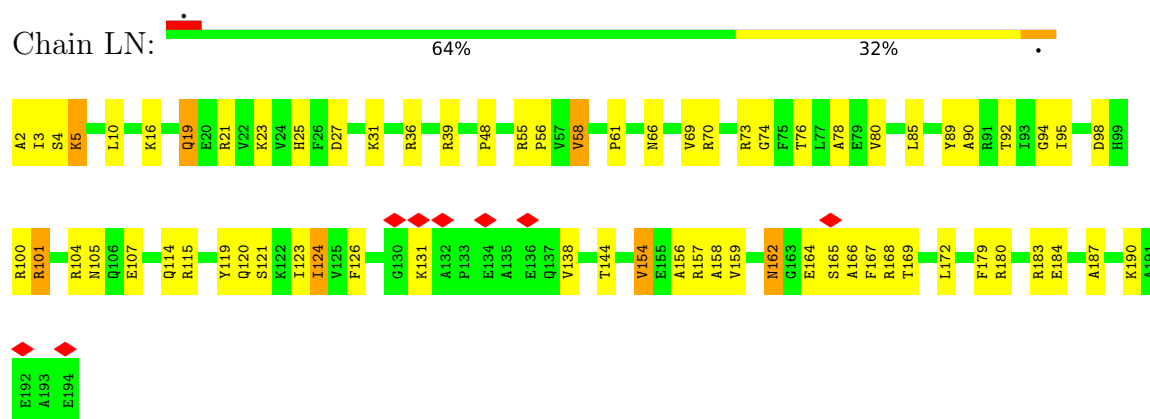 Chain LN:
64% 32% •
A2 I3 S4 K5 L10 K16 Q19 E20 R21 V22 K23 V24 H25 F26 D27 K31 R36 R39 P48 R55 P56 V57 V58 P61 N66 V69 R70 R73 G74 F75 T76 L77 A78 E79 V80 L85 Y89 A90 R91 T92 I93 G94 I95 D98 H99
R100 R101 R104 N105 Q106 E107 Q114 R115 Y119 Q120 S121 K122 I123 I124 V125 F126 G130 K131 A132 P133 E134 A135 E136 Q137 V138 T144 V154 E155 A156 R157 A158 V159 N162 G163 E164 S165 A166 F167 R168 T169 L172 F179 R180 R183 E184 A187 K190 A191
E192 A193 E194